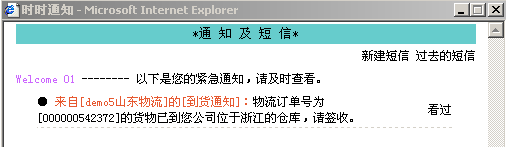 时时通知 - Microsoft Internet Explorer
*通 知 及 短 信 *
新建短信 过去的短信
Welcome 01 -------- 以下是您的紧急通知，请及时查看。
● 来自[demo5山东物流]的[到货通知]：物流订单号为
[000000542372]的货物已到您公司位于浙江的仓库，请签收。
看过